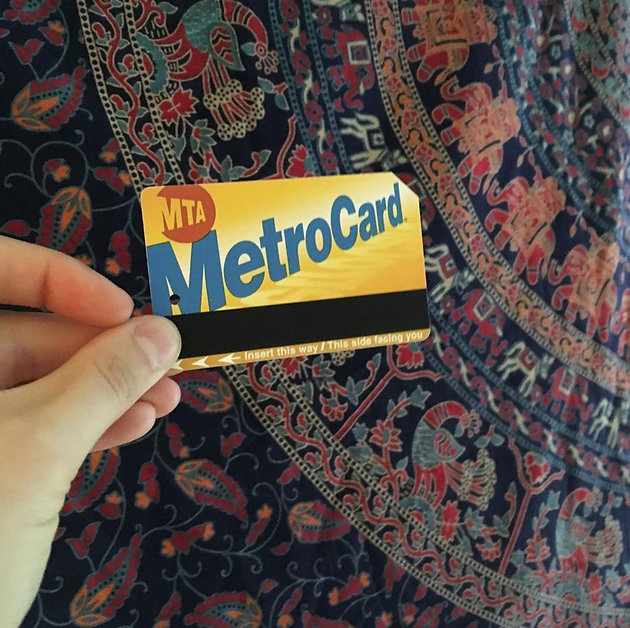 MTA
MetroCard
Insert this way / This side facing you